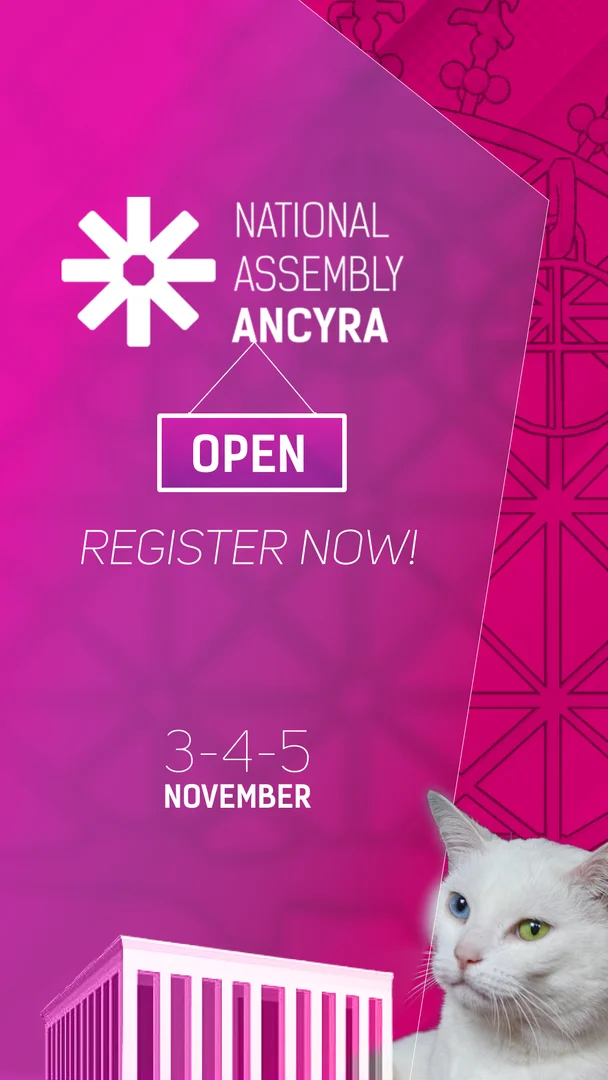 NATIONAL
ASSEMBLY
ANCYRA
OPEN
REGISTER NOW!
3-4-5
NOVEMBER